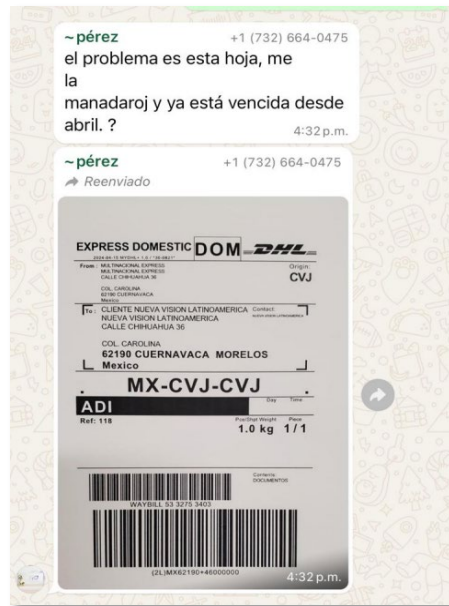 ~pérez +1 (732) 664-0475
el problema es esta hoja, me
la
manadaroj y ya está vencida desde
abril. ?
4:32 p.m.
~pérez +1 (732) 664-0475
Reenviado
EXPRESS DOMESTIC DOM DHL
From : MULTINACIONAL EXPRESS
MULTINACIONAL EXPRESS
CALLE CHIHUAHUA 36
Origin:
CVJ
COL. CAROLINA
62190 CUERNAVACA
Mexico
To : CLIENTE NUEVA VISION LATINOAMERICA
NUEVA VISION LATINOAMERICA
CALLE CHIHUAHUA 36
Contact:
NUEVA VISION LATINOAMERICA
COL. CAROLINA
62190 CUERNAVACA MORELOS
Mexico
MX-CVJ-CVJ
ADI
Day Time
Ref: 118
Pce/Shpt Weight Piece
1.0 kg 1/1
Contents:
DOCUMENTOS
WAYBILL 53 3275 3403
(2L)MX62190+46000000
4:32 p.m.